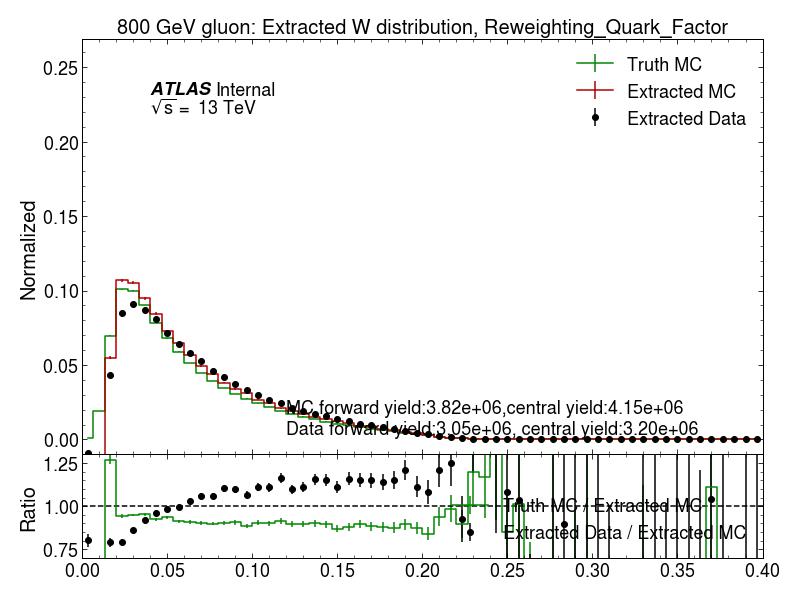 800 GeV gluon: Extracted W distribution, Reweighting_Quark_Factor
ATLAS Internal
√s = 13 TeV
Truth MC
Extracted MC
Extracted Data
Normalized
0.25
0.20
0.15
0.10
0.05
0.00
MC forward yield:3.82e+06,central yield:4.15e+06
Data forward yield:3.05e+06, central yield:3.20e+06
Ratio
1.25
1.00
0.75
Truth MC / Extracted MC
Extracted Data / Extracted MC
0.00 0.05 0.10 0.15 0.20 0.25 0.30 0.35 0.40